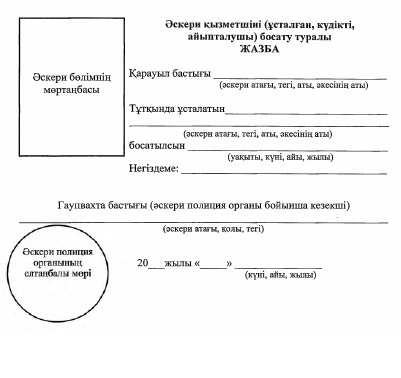 Әскери қызметшіні (ұсталған, күдікті,
айыпталушы) босату туралы
ЖАЗБА
Әскери бөлімнің
мөртаңбасы
Қарауыл бастығы
(әскери атағы, тегі, аты, әкесінің аты)
Тұтқында ұсталатын
(әскери атағы, тегі, аты, әкесінің аты)
босатылсын
(уақыты, күні, айы, жылы)
Негіздеме:
Гаупвахта бастығы (әскери полиция органы бойынша кезекші)
(әскери атағы, қолы, тегі)
Әскери полиция
органының
елтаңбалы мөрі
20___жылы «____» ______________
(күні, айы, жылы)